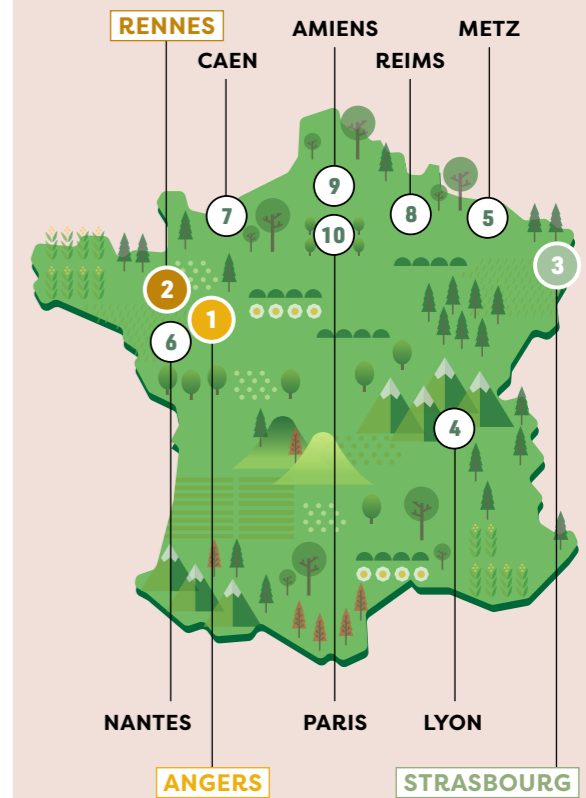 RENNES
AMIENS
METZ
CAEN
REIMS
9
7
8
5
10
3
2
1
6
4
NANTES
PARIS
LYON
ANGERS
STRASBOURG